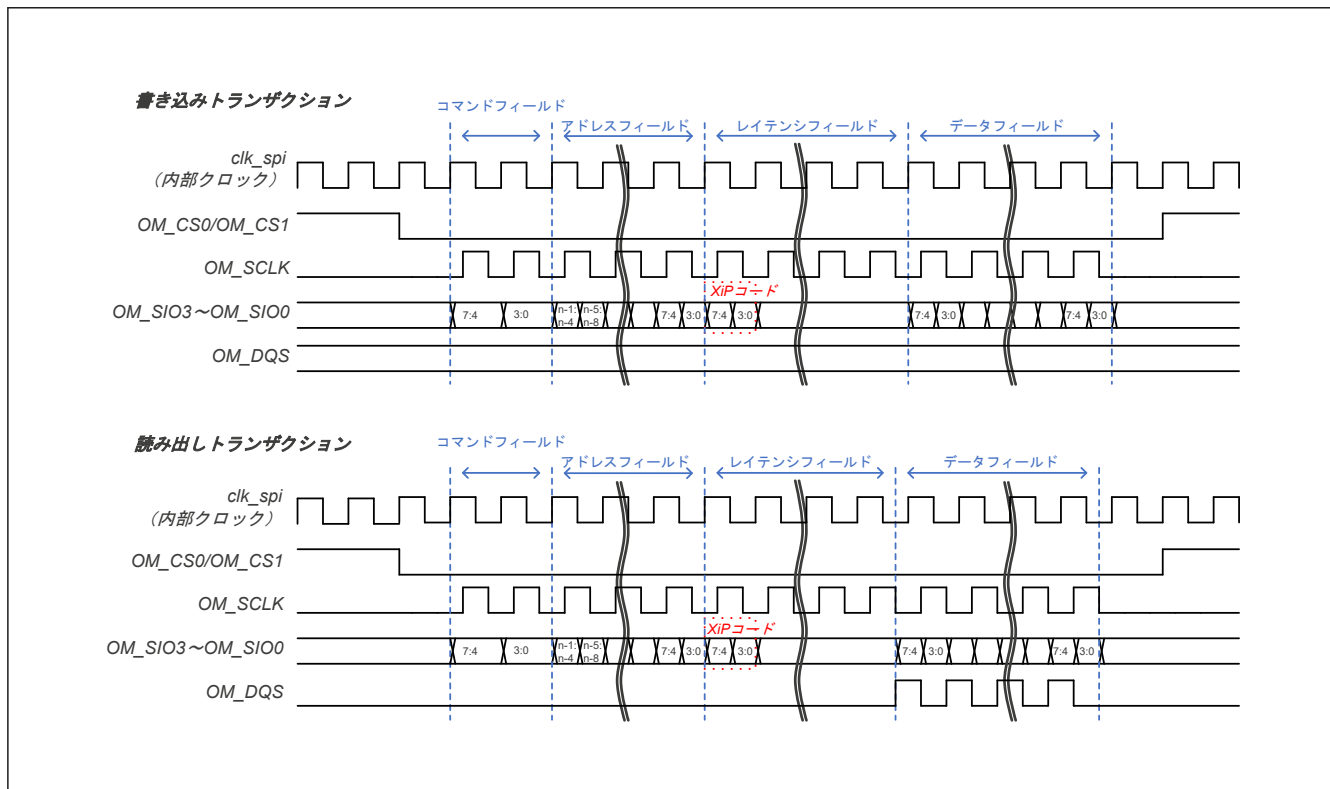 書き込みトランザクション
コマンドフィールド
アドレスフィールド
レイテンシフィールド
データフィールド
clk_spi
（内部クロック）
OM_CS0/OM_CS1
OM_SCLK
XiPコード
OM_SIO3～OM_SIO0
7:4 3:0 n-1: n-4 n-5: n-8 7:4 3:0 7:4 3:0 7:4 3:0 7:4 3:0
OM_DQS
読み出しトランザクション
コマンドフィールド
アドレスフィールド
レイテンシフィールド
データフィールド
clk_spi
（内部クロック）
OM_CS0/OM_CS1
OM_SCLK
XiPコード
OM_SIO3～OM_SIO0
7:4 3:0 n-1: n-4 n-5: n-8 7:4 3:0 7:4 3:0 7:4 3:0 7:4 3:0
OM_DQS